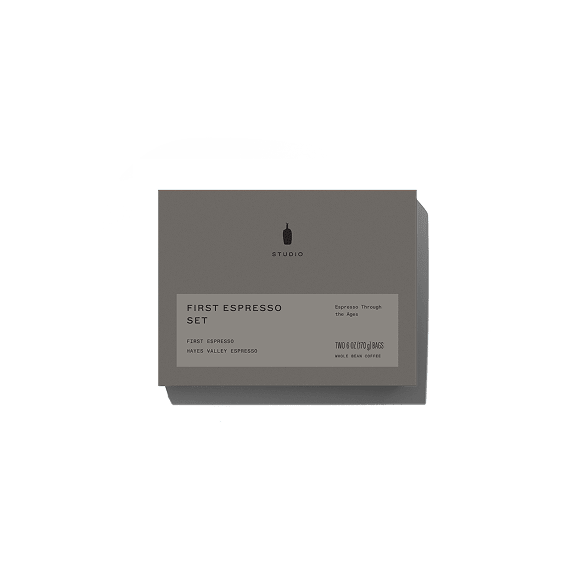 STUDIO
FIRST ESPRESSO
SET
Espresso Through
the Ages
FIRST ESPRESSO
HAYES VALLEY ESPRESSO
TWO 6 OZ (170 g) BAGS
WHOLE BEAN COFFEE